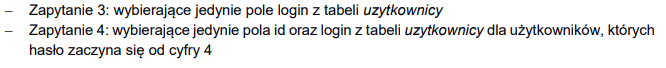 – Zapytanie 3: wybierające jedynie pole login z tabeli uzytkownicy
– Zapytanie 4: wybierające jedynie pola id oraz login z tabeli uzytkownicy dla użytkowników, których
hasło zaczyna się od cyfry 4